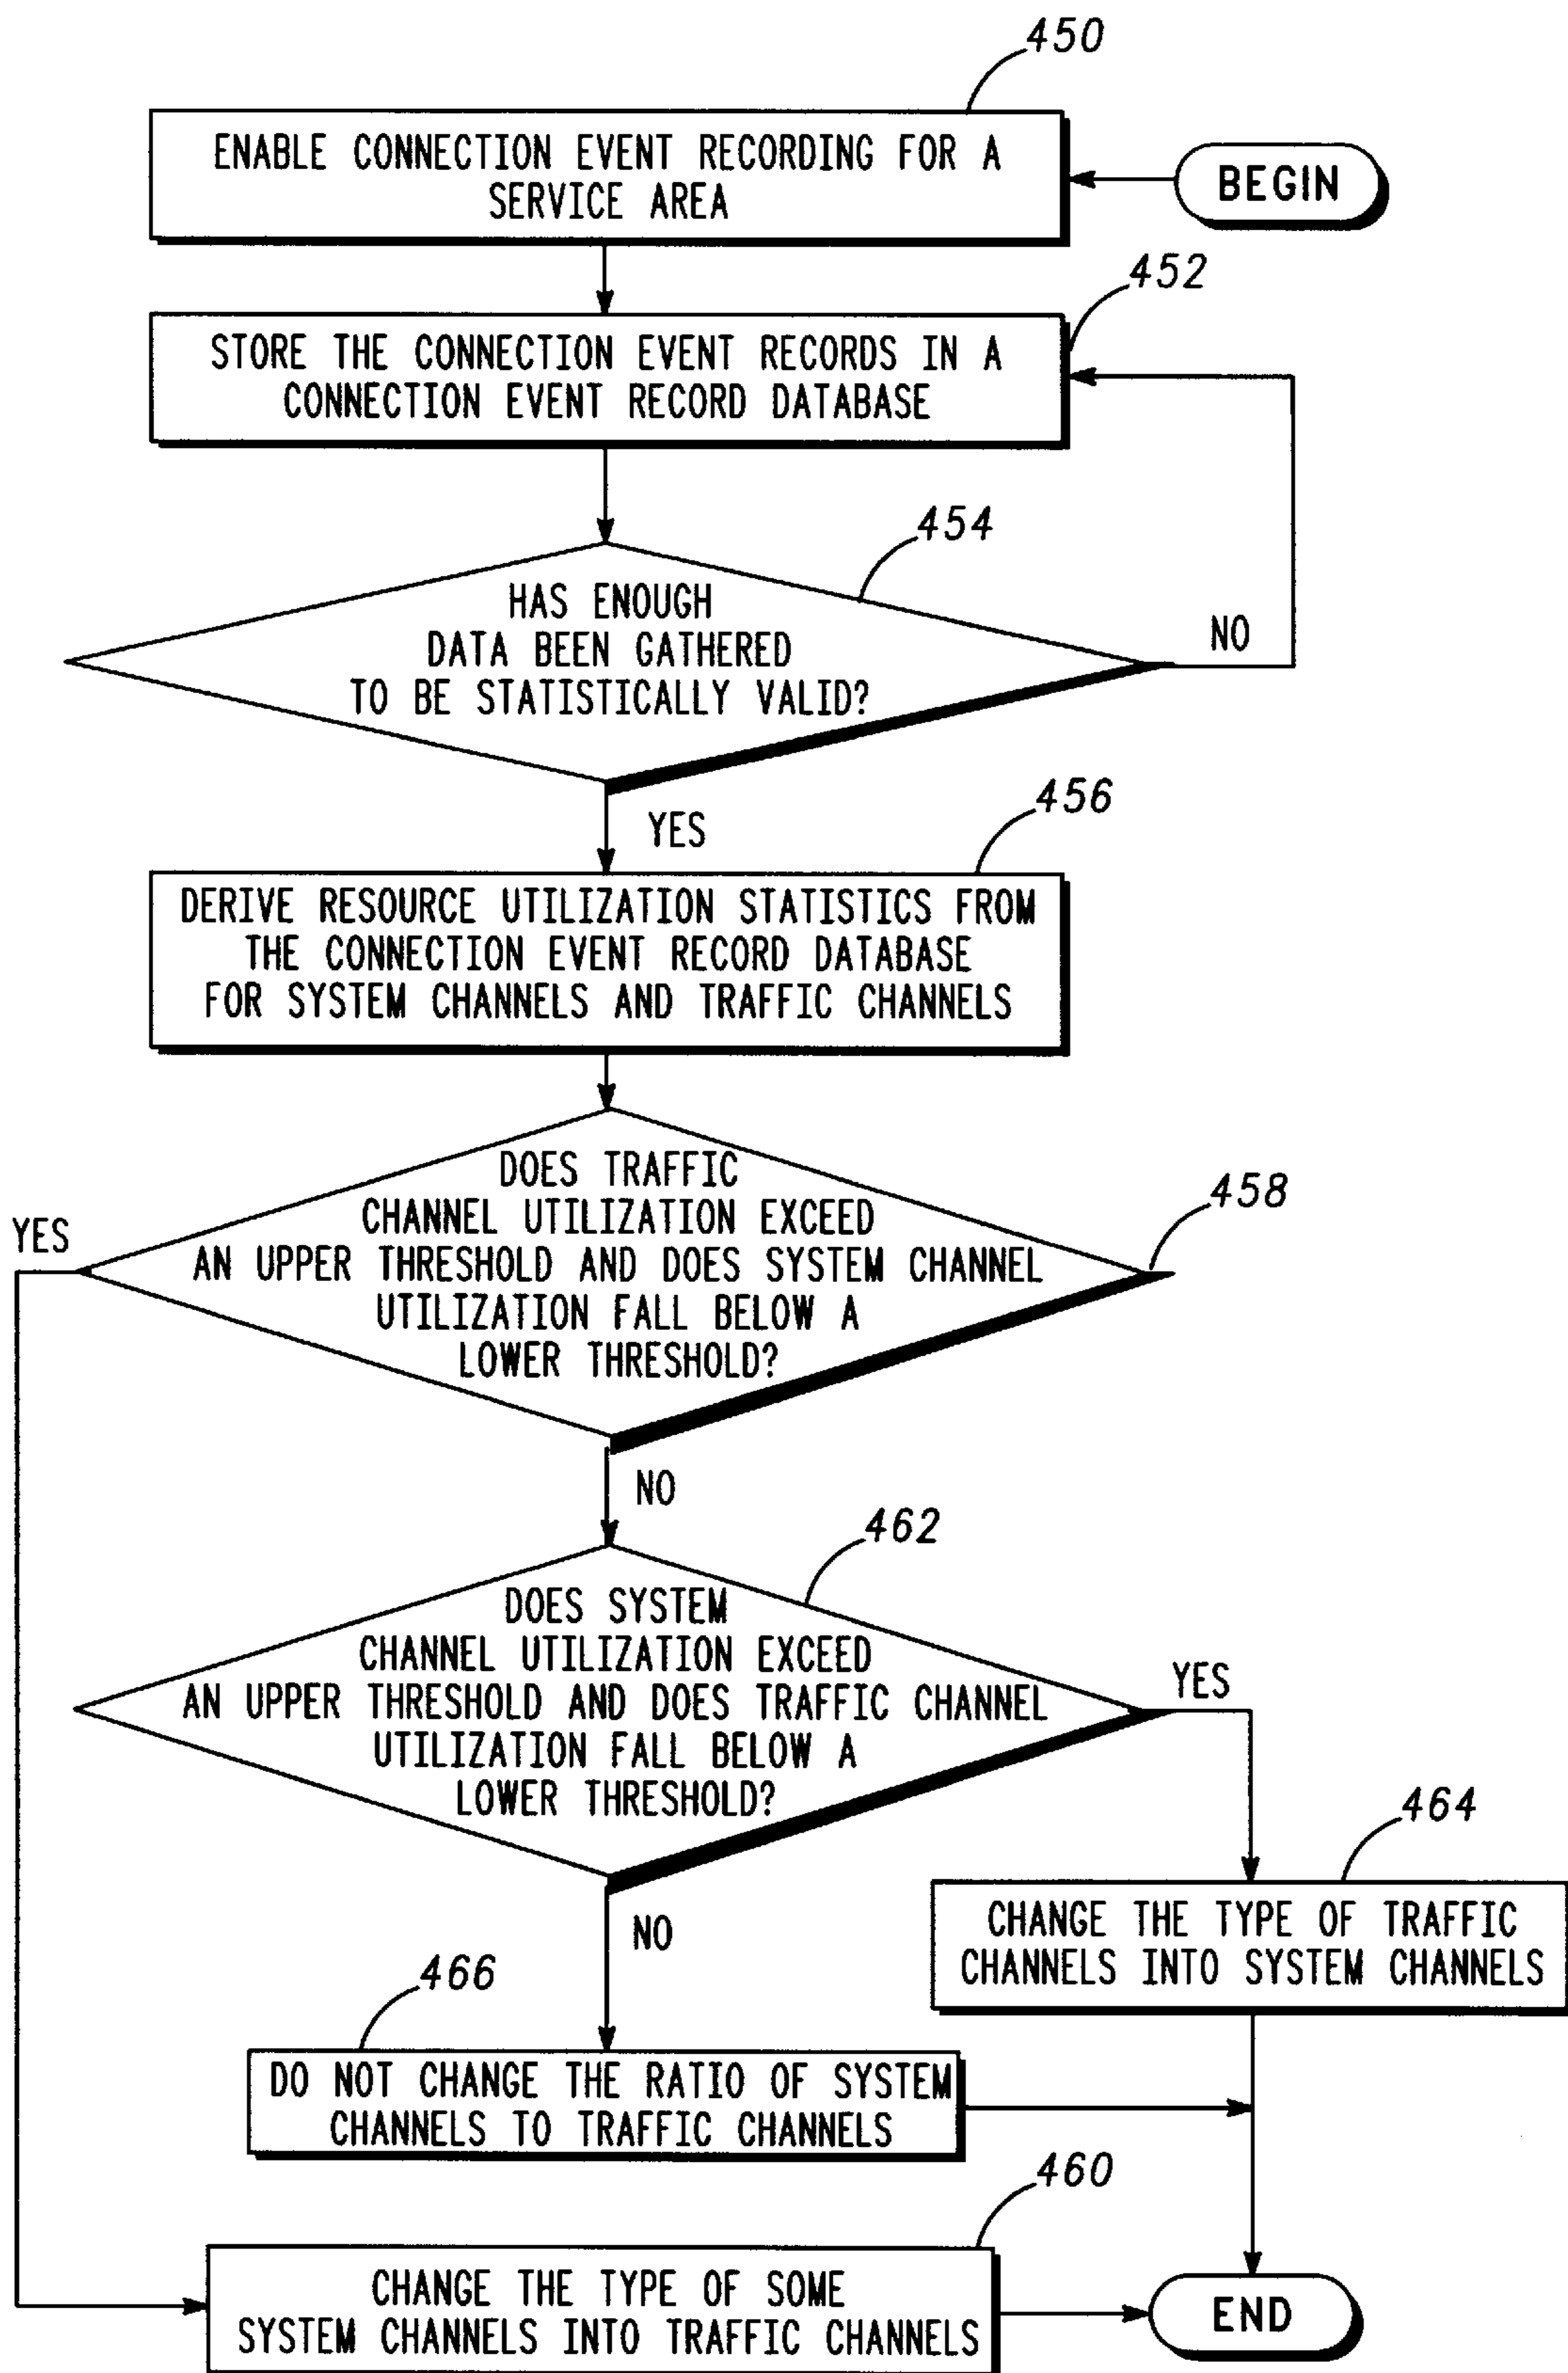 450
ENABLE CONNECTION EVENT RECORDING FOR A
SERVICE AREA
BEGIN
452
STORE THE CONNECTION EVENT RECORDS IN A
CONNECTION EVENT RECORD DATABASE
454
HAS ENOUGH
DATA BEEN GATHERED
TO BE STATISTICALLY VALID?
NO
YES
456
DERIVE RESOURCE UTILIZATION STATISTICS FROM
THE CONNECTION EVENT RECORD DATABASE
FOR SYSTEM CHANNELS AND TRAFFIC CHANNELS
458
DOES TRAFFIC
CHANNEL UTILIZATION EXCEED
AN UPPER THRESHOLD AND DOES SYSTEM CHANNEL
UTILIZATION FALL BELOW A
LOWER THRESHOLD?
YES
NO
462
DOES SYSTEM
CHANNEL UTILIZATION EXCEED
AN UPPER THRESHOLD AND DOES TRAFFIC CHANNEL
UTILIZATION FALL BELOW A
LOWER THRESHOLD?
YES
NO
464
CHANGE THE TYPE OF TRAFFIC
CHANNELS INTO SYSTEM CHANNELS
466
DO NOT CHANGE THE RATIO OF SYSTEM
CHANNELS TO TRAFFIC CHANNELS
460
CHANGE THE TYPE OF SOME
SYSTEM CHANNELS INTO TRAFFIC CHANNELS
END